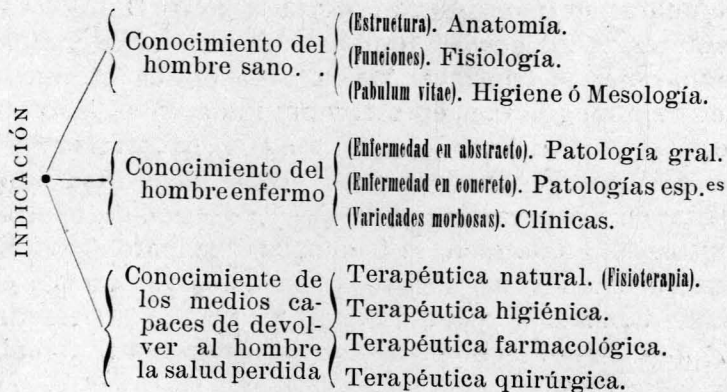 INDICACIÓN
Conocimiento del
hombre sano. .
(Estructura). Anatomía.
(Funciones). Fisiología.
(Pabulum vitae). Higiene ó Mesología.
Conocimiento del
hombre enfermo
(Enfermedad en abstracto). Patología gral.
(Enfermedad en concreto). Patologías esp.es
(Variedades morbosas). Clínicas.
Conocimiente de
los medios ca-
paces de devol-
ver al hombre
la salud perdida
Terapéutica natural. (Fisioterapia).
Terapéutica higiénica.
Terapéutica farmacológica.
Terapéutica qnirúrgica.